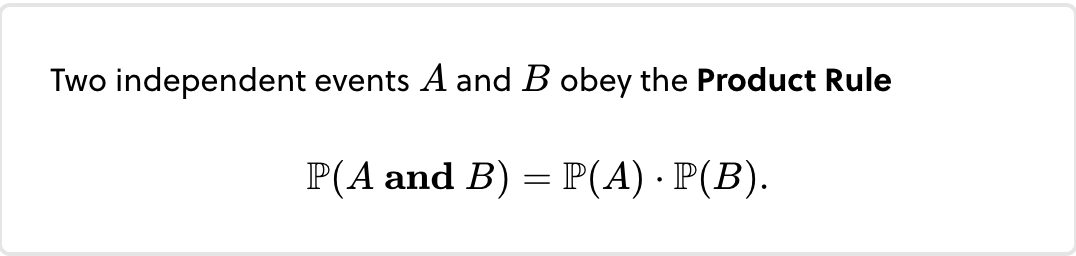 Two independent events A and B obey the Product Rule
ℙ(A and B) = ℙ(A) · ℙ(B).